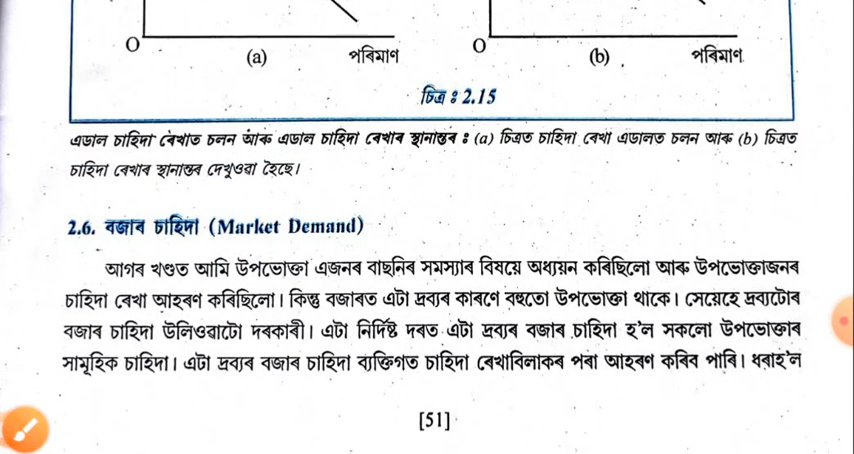 O (a) পৰিমাণ O (b) পৰিমাণ
চিত্ৰ : 2.15
এডাল চাহিদা ৰেখাত চলন আৰু এডাল চাহিদা ৰেখাৰ স্থানান্তৰ : (a) চিত্ৰত চাহিদা ৰেখা এডালত চলন আৰু (b) চিত্ৰত
চাহিদা ৰেখাৰ স্থানান্তৰ দেখুওৱা হৈছে।
2.6. বজাৰ চাহিদা (Market Demand)
আগৰ খণ্ডত আমি উপভোক্তা এজনৰ বাছনিৰ সমস্যাৰ বিষয়ে অধ্যয়ন কৰিছিলো আৰু উপভোক্তাজনৰ
চাহিদা ৰেখা আহৰণ কৰিছিলো। কিন্তু বজাৰত এটা দ্ৰব্যৰ কাৰণে বহুতো উপভোক্তা থাকে। সেয়েহে দ্ৰব্যটোৰ
বজাৰ চাহিদা উলিওৱাটো দৰকাৰী। এটা নিৰ্দিষ্ট দৰত এটা দ্ৰব্যৰ বজাৰ চাহিদা হ'ল সকলো উপভোক্তাৰ
সামূহিক চাহিদা। এটা দ্ৰব্যৰ বজাৰ চাহিদা ব্যক্তিগত চাহিদা ৰেখাবিলাকৰ পৰা আহৰণ কৰিব পাৰি। ধৰাহ'ল
[51]